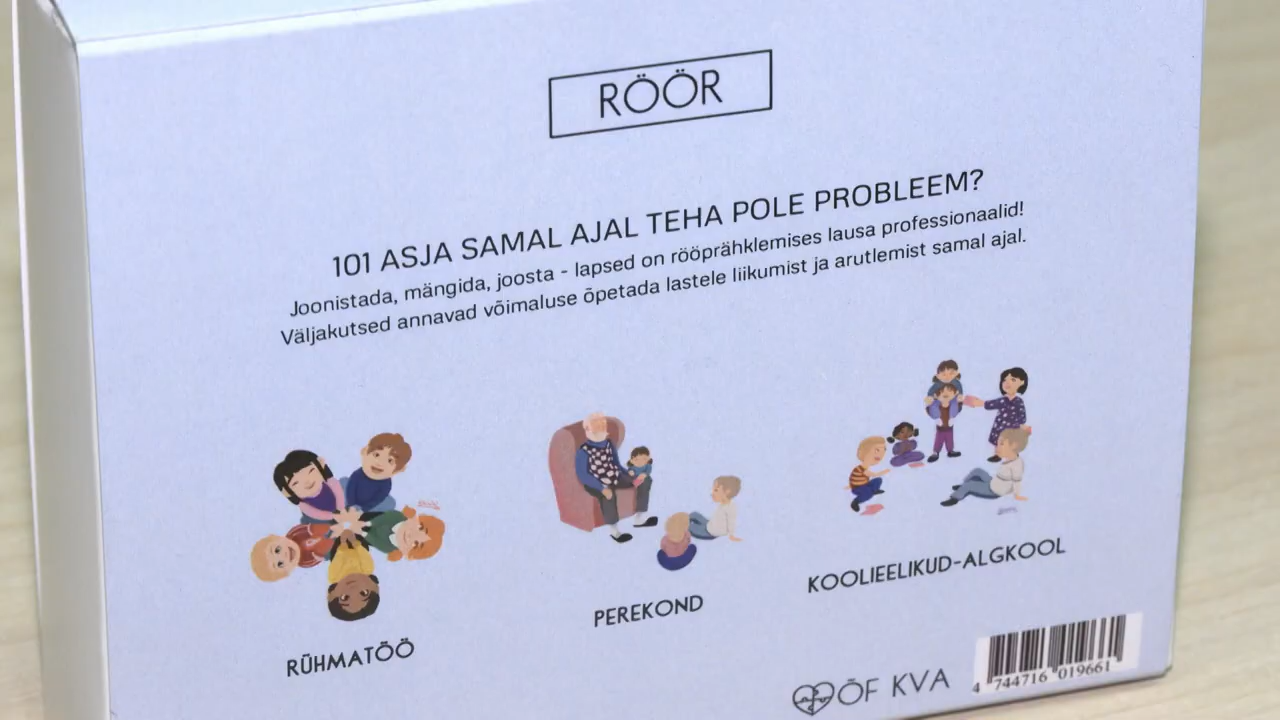 RÖÖR
101 ASJA SAMAL AJAL TEHA POLE PROBLEEM?
Joonistada, mängida, joosta - lapsed on rööprähklemises lausa professionaalid!
Väljakutsed annavad võimaluse õpetada lastele liikumist ja arutlemist samal ajal.
RÜHMATÖÖ
PEREKOND
KOOLIEELIKUD-ALGKOOL
ÕF KVA
4 744716 019661